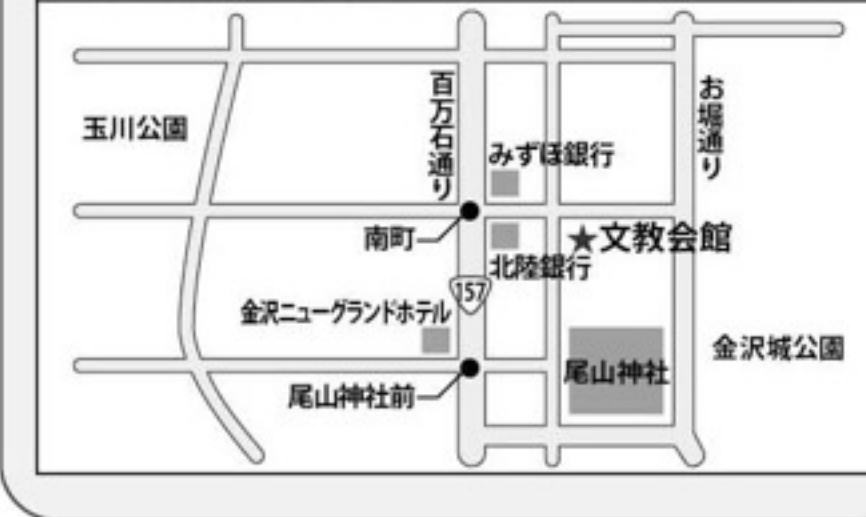 百万石通り
お堀通り
玉川公園
みずほ銀行
南町
★文教会館
北陸銀行
157
金沢ニューグランドホテル
金沢城公園
尾山神社
尾山神社前